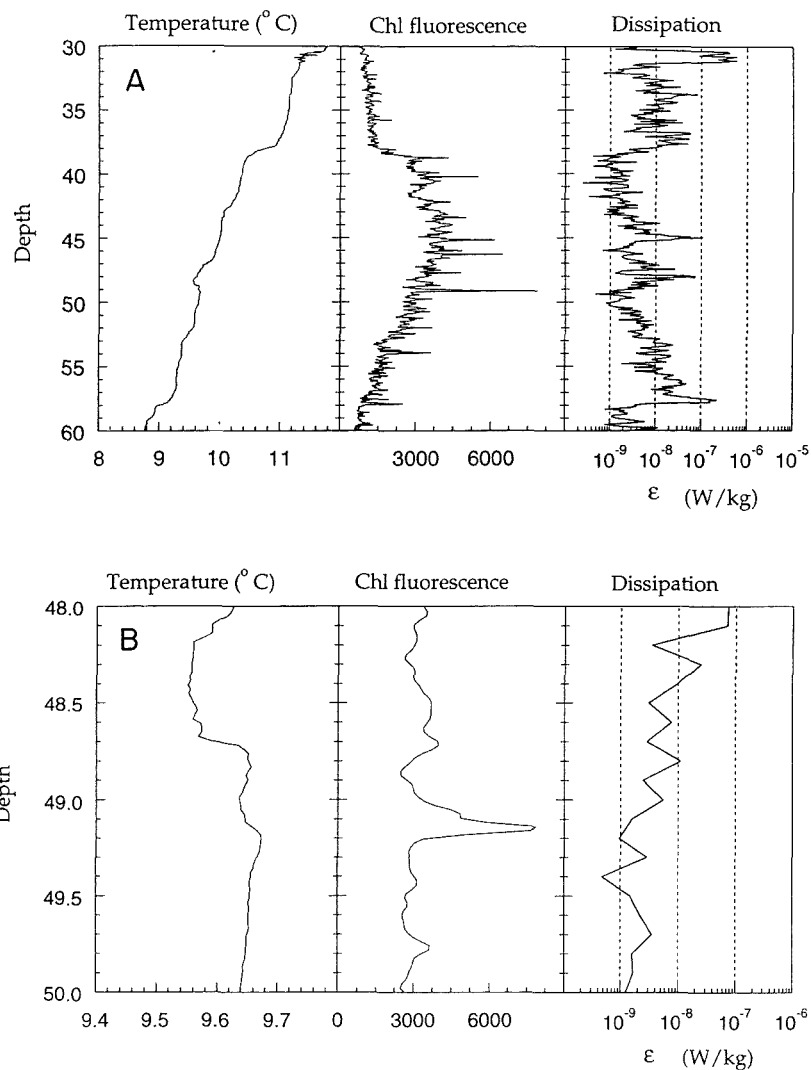 Temperature (° C) Chl fluorescence Dissipation
A
30
35
40
45
50
55
60
Depth
8 9 10 11 3000 6000 10-9 10-8 10-7 10-6 10-5
ε (W/kg)
Temperature (° C) Chl fluorescence Dissipation
B
48.0
48.5
49.0
49.5
50.0
Depth
9.4 9.5 9.6 9.7 0 3000 6000 10-9 10-8 10-7 10-6
ε (W/kg)